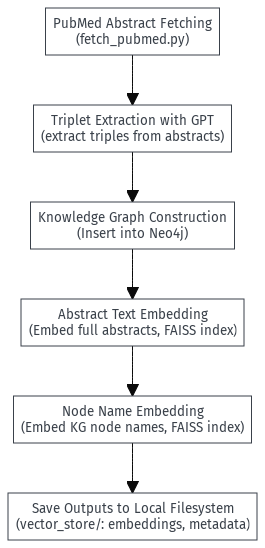 PubMed Abstract Fetching
(fetch_pubmed.py)
Triplet Extraction with GPT
(extract triples from abstracts)
Knowledge Graph Construction
(Insert into Neo4j)
Abstract Text Embedding
(Embed full abstracts, FAISS index)
Node Name Embedding
(Embed KG node names, FAISS index)
Save Outputs to Local Filesystem
(vector_store/: embeddings, metadata)